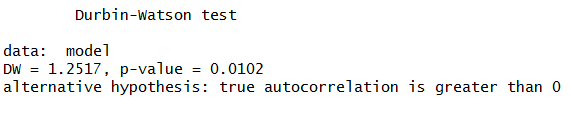 Durbin-Watson test
data:  model
DW = 1.2517, p-value = 0.0102
alternative hypothesis: true autocorrelation is greater than 0